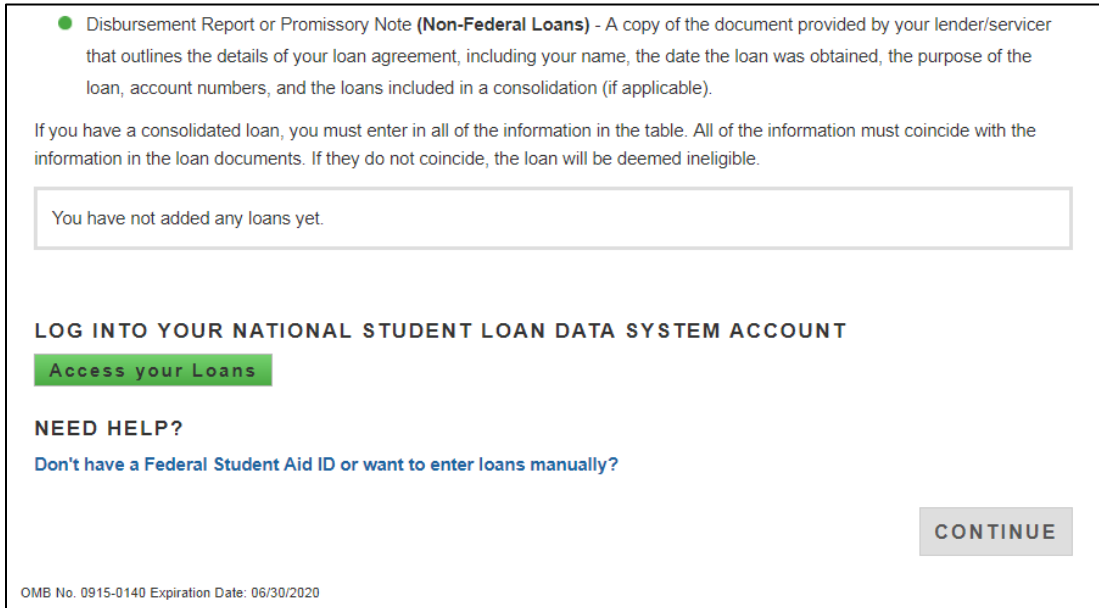 Disbursement Report or Promissory Note (Non-Federal Loans) - A copy of the document provided by your lender/servicer
that outlines the details of your loan agreement, including your name, the date the loan was obtained, the purpose of the
loan, account numbers, and the loans included in a consolidation (if applicable).
If you have a consolidated loan, you must enter in all of the information in the table. All of the information must coincide with the
information in the loan documents. If they do not coincide, the loan will be deemed ineligible.
You have not added any loans yet.
LOG INTO YOUR NATIONAL STUDENT LOAN DATA SYSTEM ACCOUNT
Access your Loans
NEED HELP?
Don't have a Federal Student Aid ID or want to enter loans manually?
CONTINUE
OMB No. 0915-0140 Expiration Date: 06/30/2020